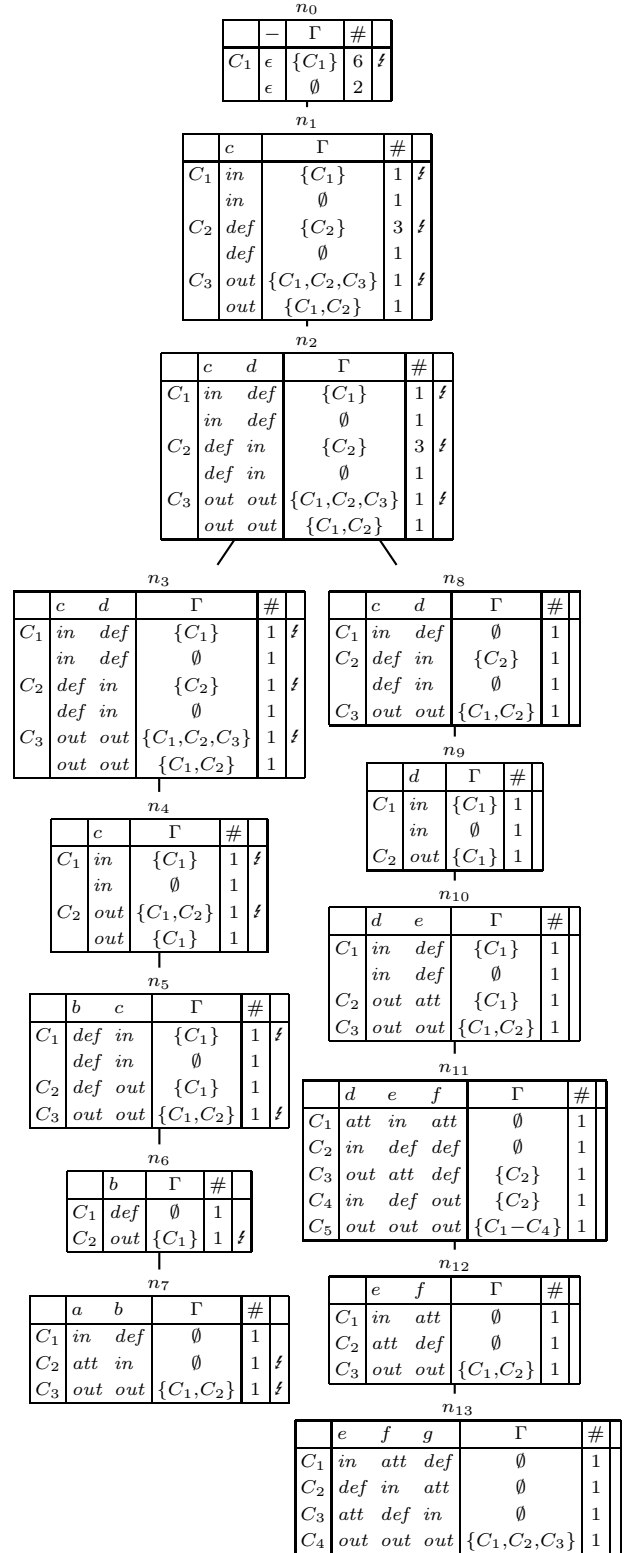 n₀
− Γ #
C₁ ϵ {C₁} 6 ↯
ϵ ∅ 2
n₁
c Γ #
C₁ in {C₁} 1 ↯
in ∅ 1
C₂ def {C₂} 3 ↯
def ∅ 1
C₃ out {C₁,C₂,C₃} 1 ↯
out {C₁,C₂} 1
n₂
c d Γ #
C₁ in def {C₁} 1 ↯
in def ∅ 1
C₂ def in {C₂} 3 ↯
def in ∅ 1
C₃ out out {C₁,C₂,C₃} 1 ↯
out out {C₁,C₂} 1
n₃
c d Γ #
C₁ in def {C₁} 1 ↯
in def ∅ 1
C₂ def in {C₂} 1 ↯
def in ∅ 1
C₃ out out {C₁,C₂,C₃} 1 ↯
out out {C₁,C₂} 1
n₄
c Γ #
C₁ in {C₁} 1 ↯
in ∅ 1
C₂ out {C₁,C₂} 1 ↯
out {C₁} 1
n₅
b c Γ #
C₁ def in {C₁} 1 ↯
def in ∅ 1
C₂ def out {C₁} 1
C₃ out out {C₁,C₂} 1 ↯
n₆
b Γ #
C₁ def ∅ 1
C₂ out {C₁} 1 ↯
n₇
a b Γ #
C₁ in def ∅ 1
C₂ att in ∅ 1 ↯
C₃ out out {C₁,C₂} 1 ↯
n₈
c d Γ #
C₁ in def ∅ 1
C₂ def in {C₂} 1
def in ∅ 1
C₃ out out {C₁,C₂} 1
n₉
d Γ #
C₁ in {C₁} 1
in ∅ 1
C₂ out {C₁} 1
n₁₀
d e Γ #
C₁ in def {C₁} 1
in def ∅ 1
C₂ out att {C₁} 1
C₃ out out {C₁,C₂} 1
n₁₁
d e f Γ #
C₁ att in att ∅ 1
C₂ in def def ∅ 1
C₃ out att def {C₂} 1
C₄ in def out {C₂} 1
C₅ out out out {C₁−C₄} 1
n₁₂
e f Γ #
C₁ in att ∅ 1
C₂ att def ∅ 1
C₃ out out {C₁,C₂} 1
n₁₃
e f g Γ #
C₁ in att def ∅ 1
C₂ def in att ∅ 1
C₃ att def in ∅ 1
C₄ out out out {C₁,C₂,C₃} 1